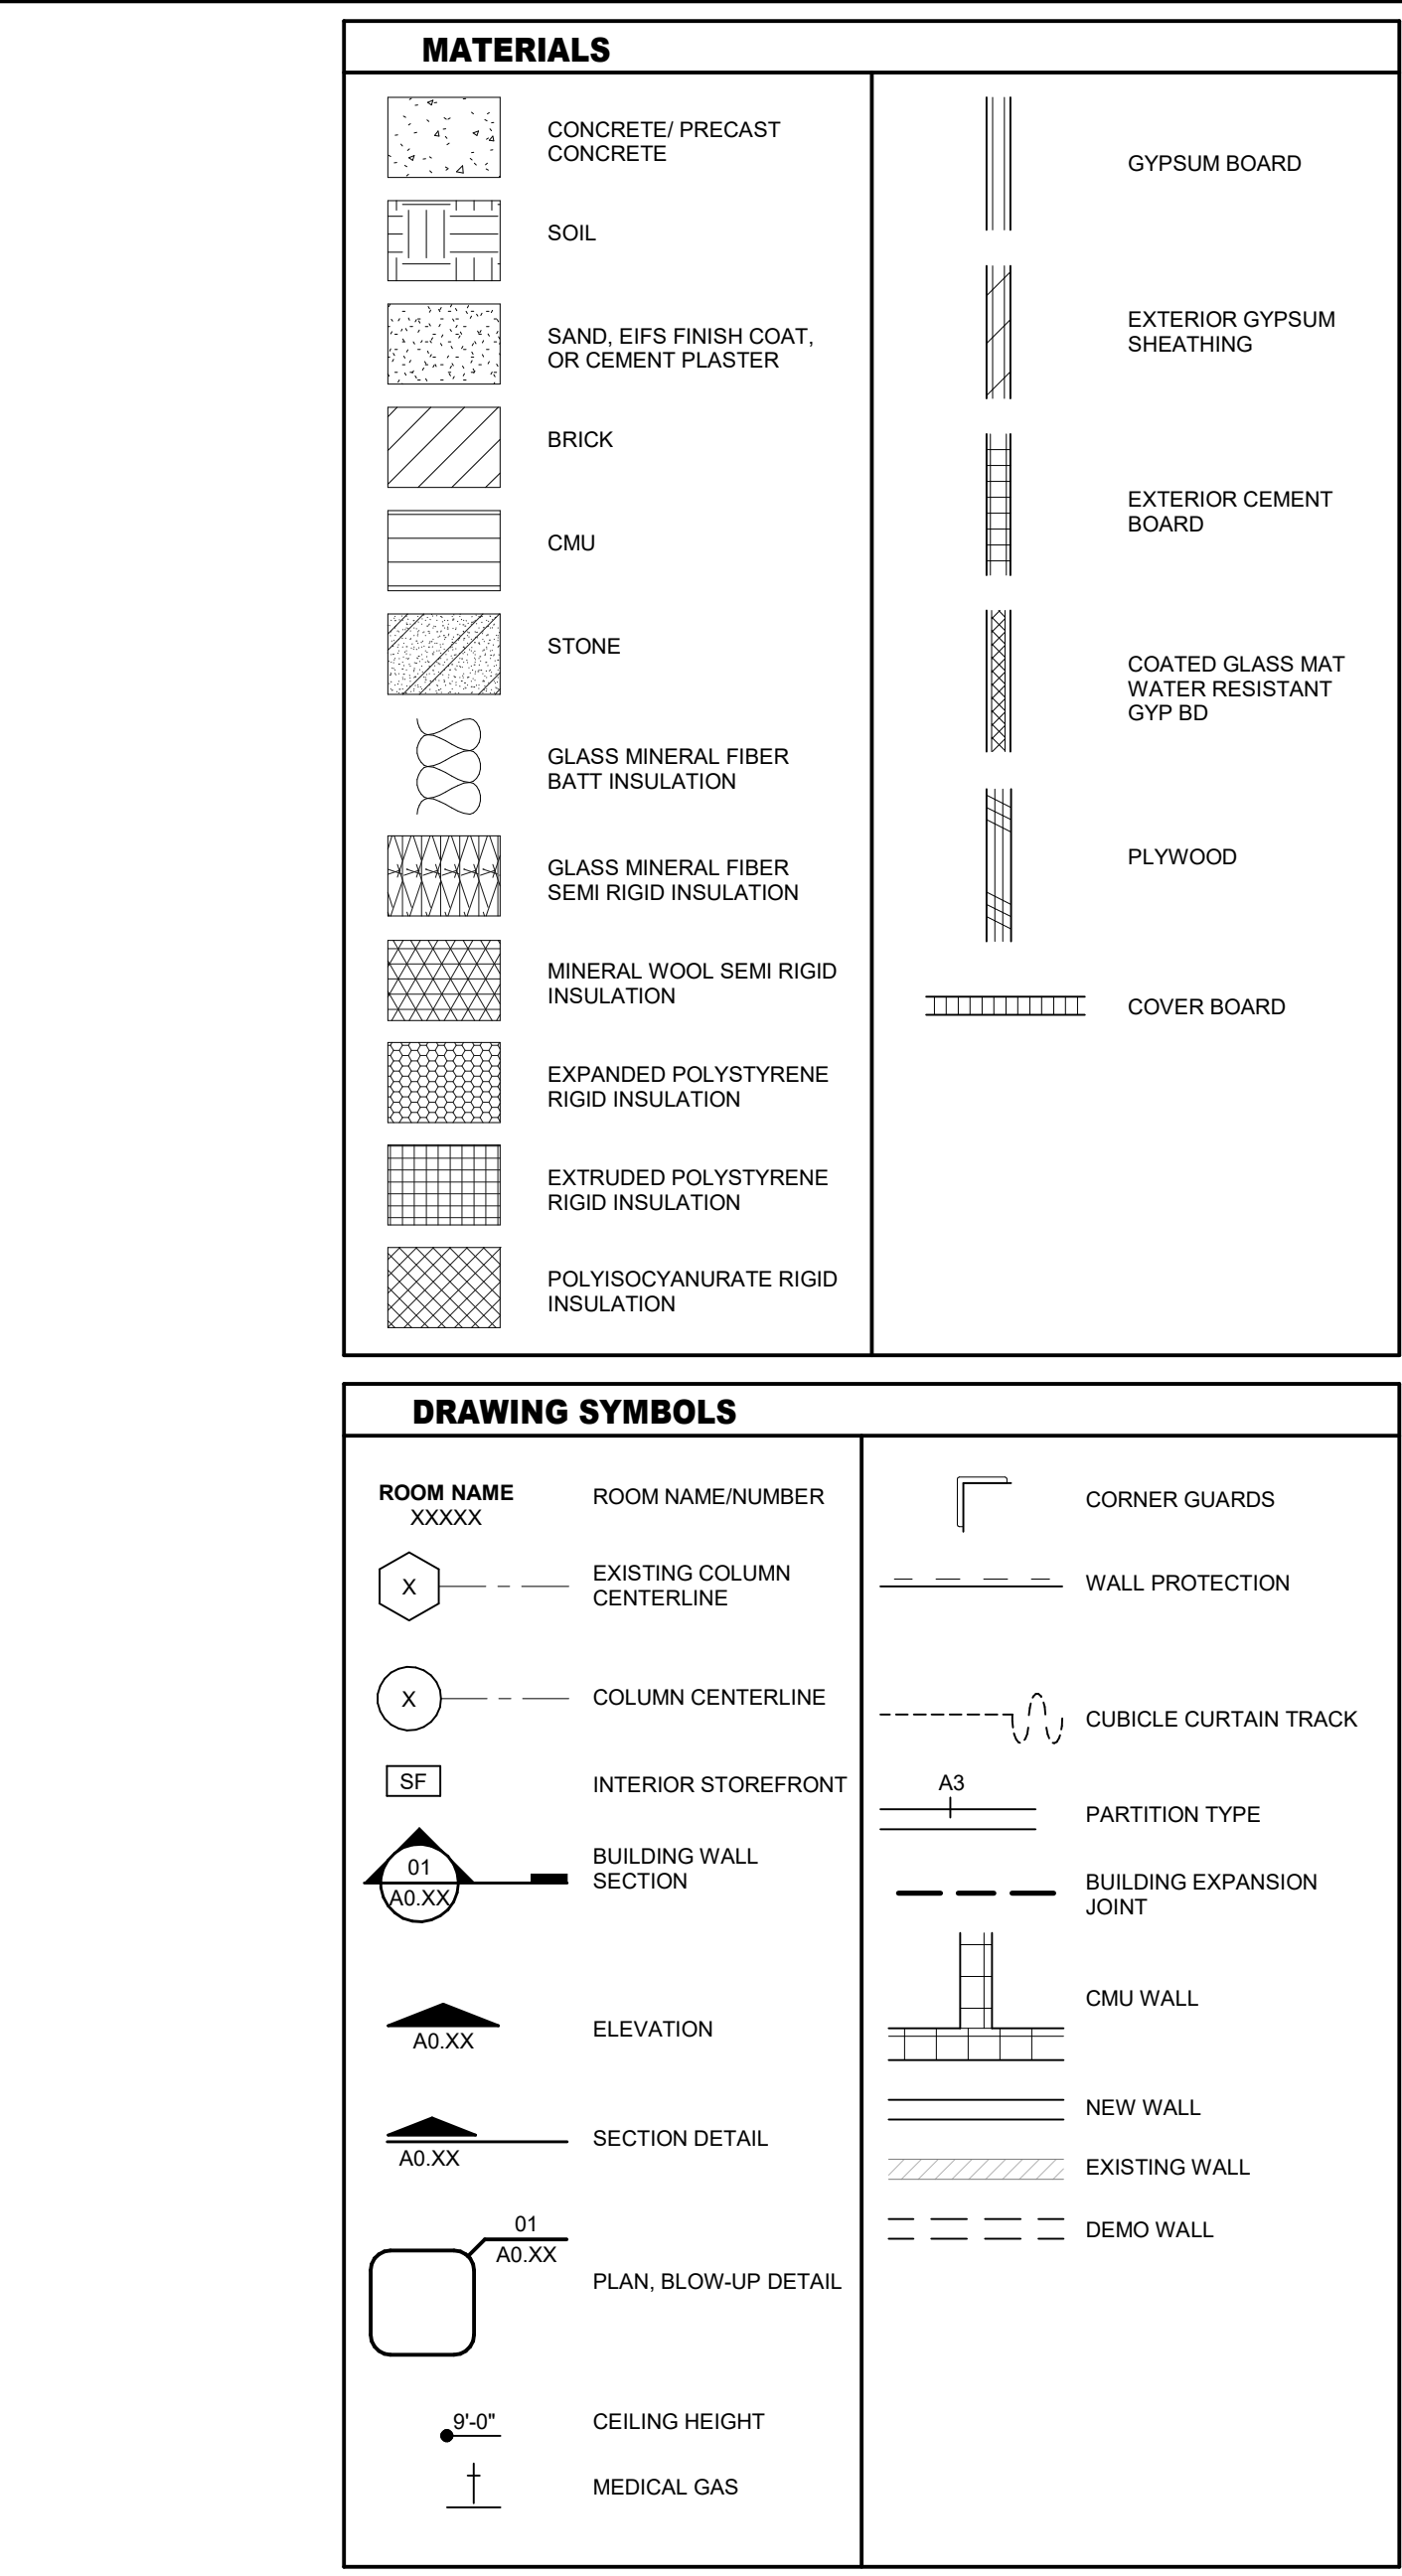 MATERIALS
CONCRETE/ PRECAST
CONCRETE
SOIL
SAND, EIFS FINISH COAT,
OR CEMENT PLASTER
BRICK
CMU
STONE
GLASS MINERAL FIBER
BATT INSULATION
GLASS MINERAL FIBER
SEMI RIGID INSULATION
MINERAL WOOL SEMI RIGID
INSULATION
EXPANDED POLYSTYRENE
RIGID INSULATION
EXTRUDED POLYSTYRENE
RIGID INSULATION
POLYISOCYANURATE RIGID
INSULATION
GYPSUM BOARD
EXTERIOR GYPSUM
SHEATHING
EXTERIOR CEMENT
BOARD
COATED GLASS MAT
WATER RESISTANT
GYP BD
PLYWOOD
COVER BOARD
DRAWING SYMBOLS
ROOM NAME
XXXXX
ROOM NAME/NUMBER
X
EXISTING COLUMN
CENTERLINE
X
COLUMN CENTERLINE
SF
INTERIOR STOREFRONT
01
A0.XX
BUILDING WALL
SECTION
A0.XX
ELEVATION
A0.XX
SECTION DETAIL
01
A0.XX
PLAN, BLOW-UP DETAIL
9'-0"
CEILING HEIGHT
MEDICAL GAS
CORNER GUARDS
WALL PROTECTION
CUBICLE CURTAIN TRACK
A3
PARTITION TYPE
BUILDING EXPANSION
JOINT
CMU WALL
NEW WALL
EXISTING WALL
DEMO WALL